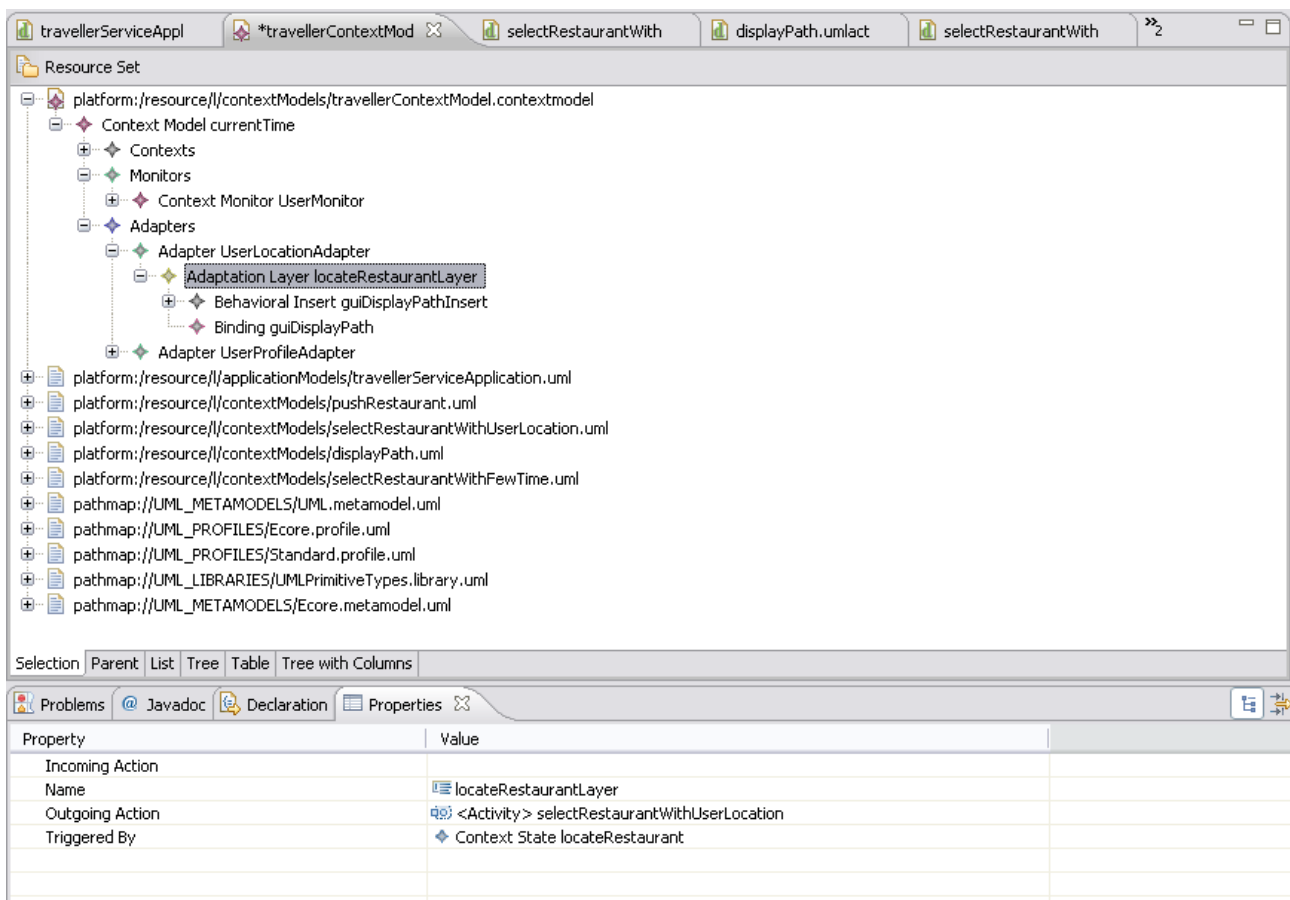 travellerServiceAppl *travellerContextMod selectRestaurantWith displayPath.umlact selectRestaurantWith »2
Resource Set
platform:/resource/l/contextModels/travellerContextModel.contextmodel
Context Model currentTime
Contexts
Monitors
Context Monitor UserMonitor
Adapters
Adapter UserLocationAdapter
Adaptation Layer locateRestaurantLayer
Behavioral Insert guiDisplayPathInsert
Binding guiDisplayPath
Adapter UserProfileAdapter
platform:/resource/l/applicationModels/travellerServiceApplication.uml
platform:/resource/l/contextModels/pushRestaurant.uml
platform:/resource/l/contextModels/selectRestaurantWithUserLocation.uml
platform:/resource/l/contextModels/displayPath.uml
platform:/resource/l/contextModels/selectRestaurantWithFewTime.uml
pathmap://UML_METAMODELS/UML.metamodel.uml
pathmap://UML_PROFILES/Ecore.profile.uml
pathmap://UML_PROFILES/Standard.profile.uml
pathmap://UML_LIBRARIES/UMLPrimitiveTypes.library.uml
pathmap://UML_METAMODELS/Ecore.metamodel.uml
Selection Parent List Tree Table Tree with Columns
Problems @ Javadoc Declaration Properties
Property Value
Incoming Action
Name locateRestaurantLayer
Outgoing Action <Activity> selectRestaurantWithUserLocation
Triggered By Context State locateRestaurant